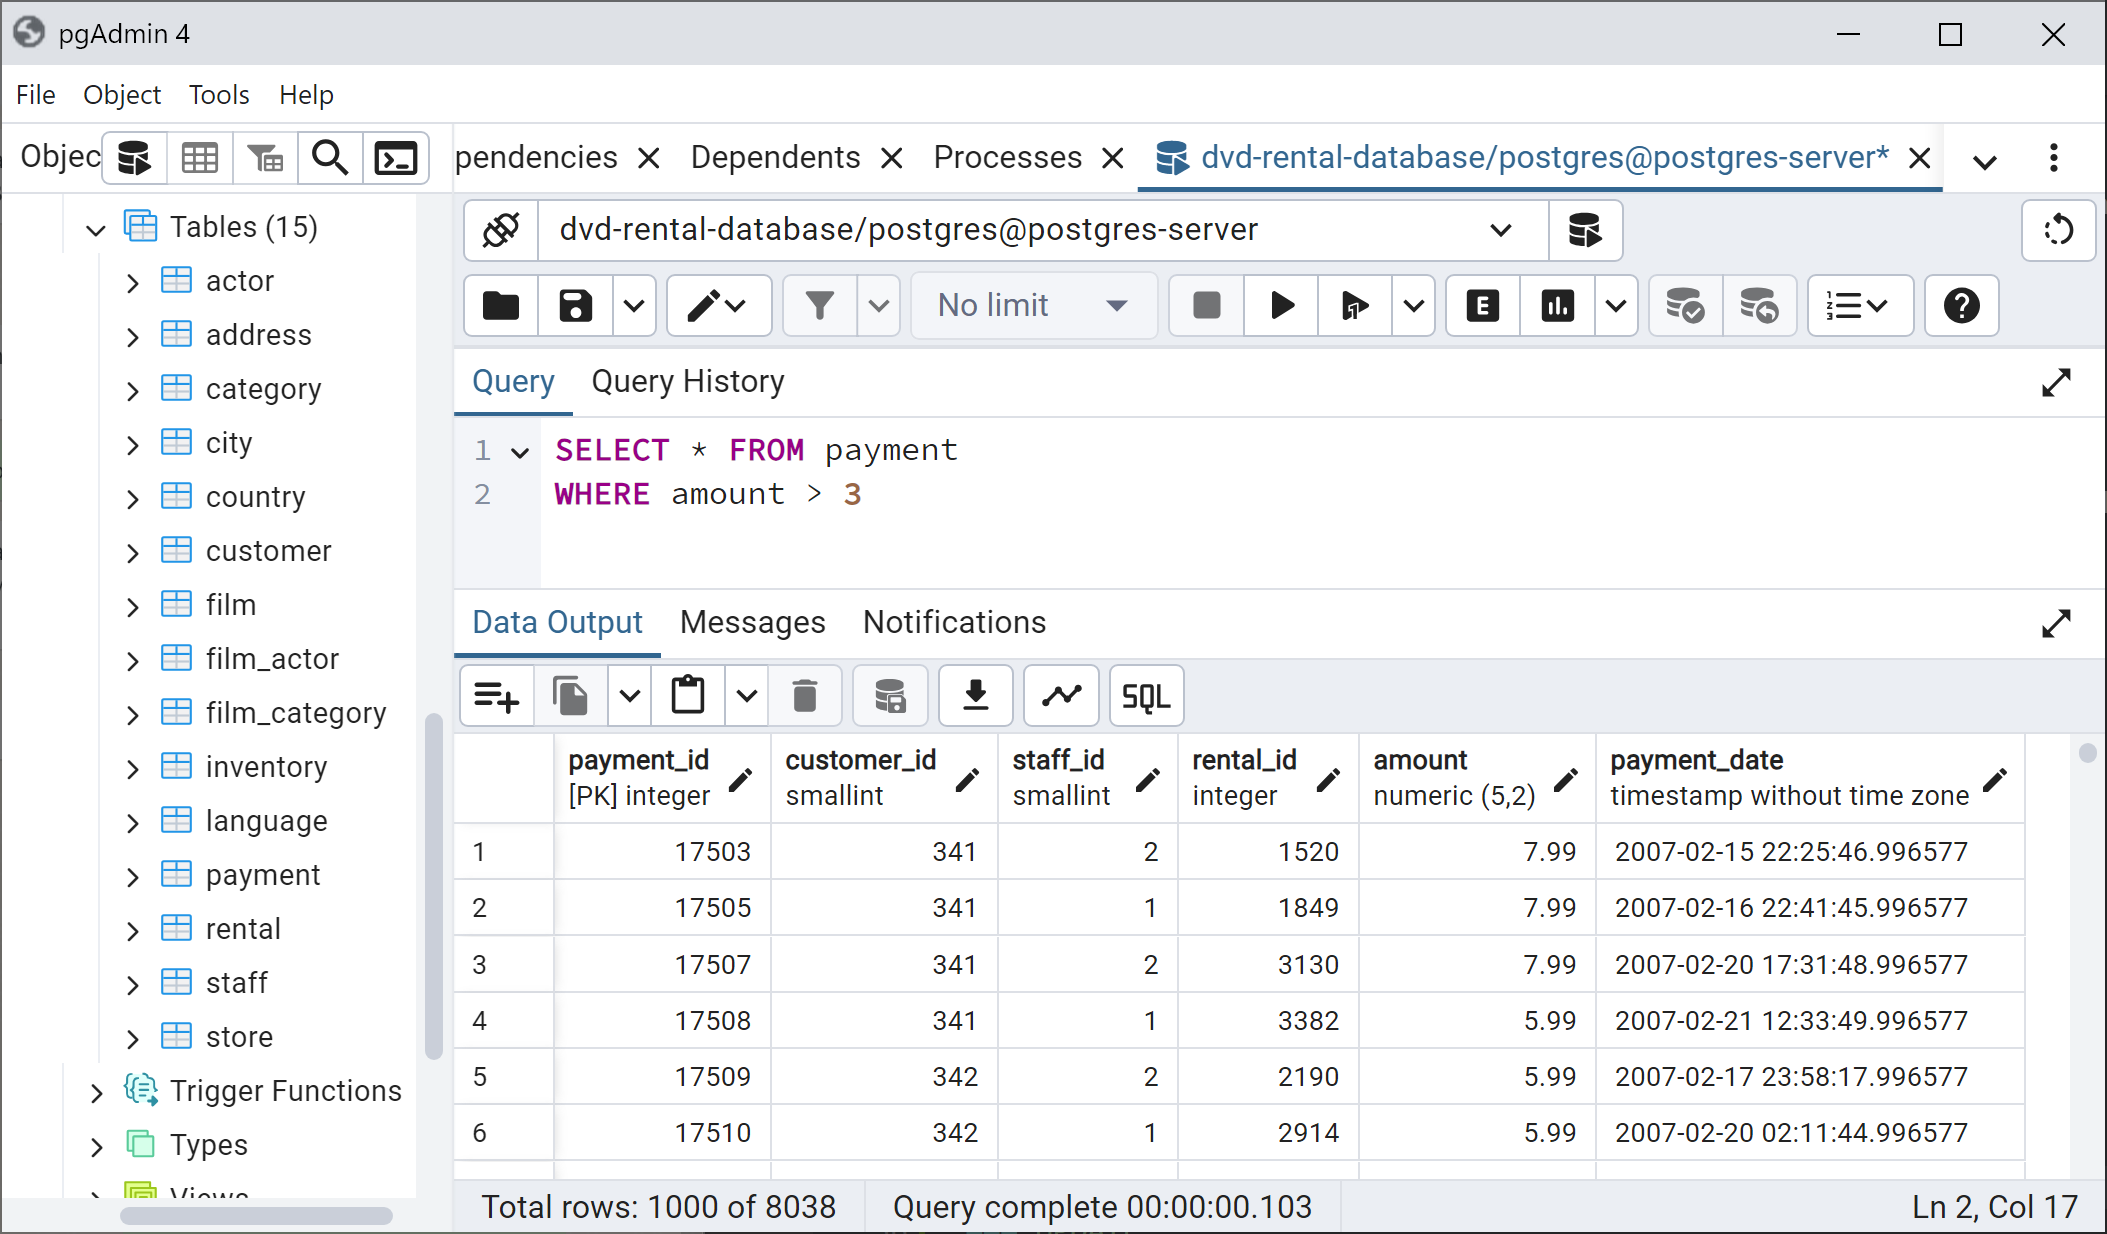 pgAdmin 4
File Object Tools Help
Objec
pendencies Dependents Processes dvd-rental-database/postgres@postgres-server*
Tables (15)
actor
address
category
city
country
customer
film
film_actor
film_category
inventory
language
payment
rental
staff
store
Trigger Functions
Types
Views
dvd-rental-database/postgres@postgres-server
No limit
E
Query Query History
1 SELECT * FROM payment
2 WHERE amount > 3
Data Output Messages Notifications
SQL
payment_id customer_id staff_id rental_id amount payment_date
[PK] integer smallint smallint integer numeric (5,2) timestamp without time zone
1 17503 341 2 1520 7.99 2007-02-15 22:25:46.996577
2 17505 341 1 1849 7.99 2007-02-16 22:41:45.996577
3 17507 341 2 3130 7.99 2007-02-20 17:31:48.996577
4 17508 341 1 3382 5.99 2007-02-21 12:33:49.996577
5 17509 342 2 2190 5.99 2007-02-17 23:58:17.996577
6 17510 342 1 2914 5.99 2007-02-20 02:11:44.996577
Total rows: 1000 of 8038 Query complete 00:00:00.103 Ln 2, Col 17